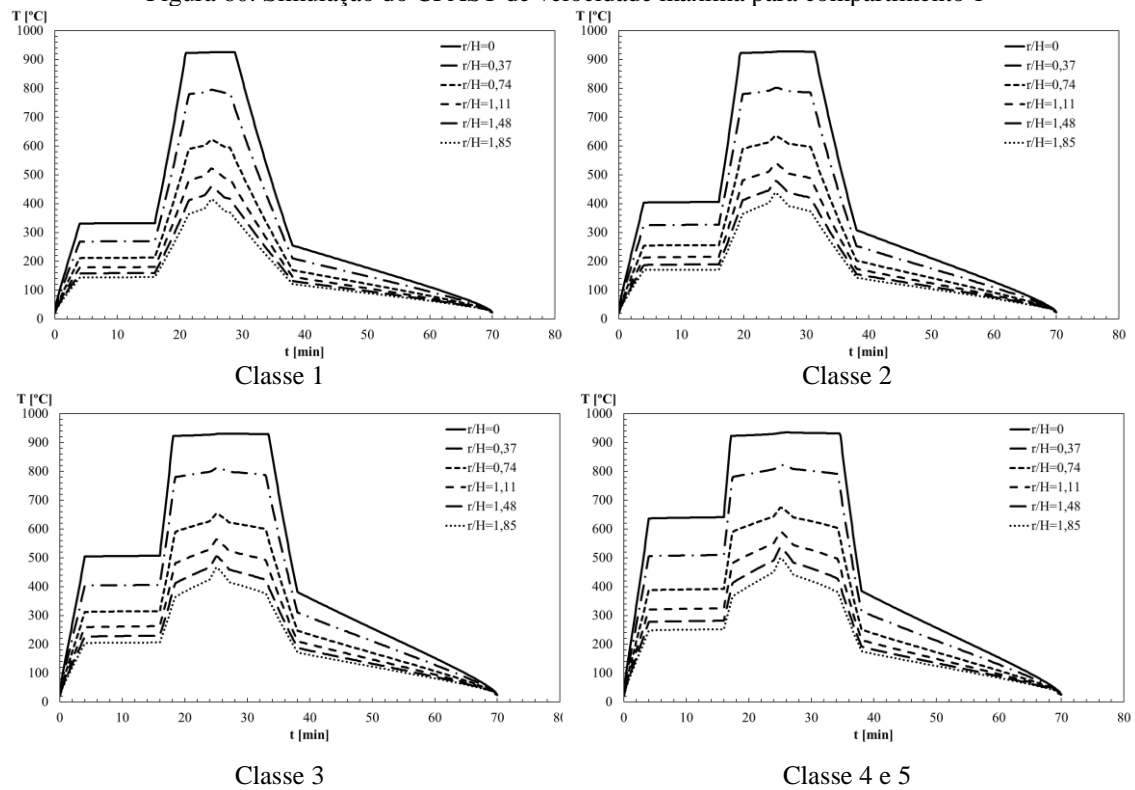 Figura 60: Simulação do CFAST de velocidade máxima para compartimento 1
T [ºC]
1000
900
800
700
600
500
400
300
200
100
0
0 10 20 30 40 50 60 70 80
t [min]
r/H=0
r/H=0,37
r/H=0,74
r/H=1,11
r/H=1,48
r/H=1,85
Classe 1
T [ºC]
1000
900
800
700
600
500
400
300
200
100
0
0 10 20 30 40 50 60 70 80
t [min]
r/H=0
r/H=0,37
r/H=0,74
r/H=1,11
r/H=1,48
r/H=1,85
Classe 2
T [ºC]
1000
900
800
700
600
500
400
300
200
100
0
0 10 20 30 40 50 60 70 80
t [min]
r/H=0
r/H=0,37
r/H=0,74
r/H=1,11
r/H=1,48
r/H=1,85
Classe 3
T [ºC]
1000
900
800
700
600
500
400
300
200
100
0
0 10 20 30 40 50 60 70 80
t [min]
r/H=0
r/H=0,37
r/H=0,74
r/H=1,11
r/H=1,48
r/H=1,85
Classe 4 e 5